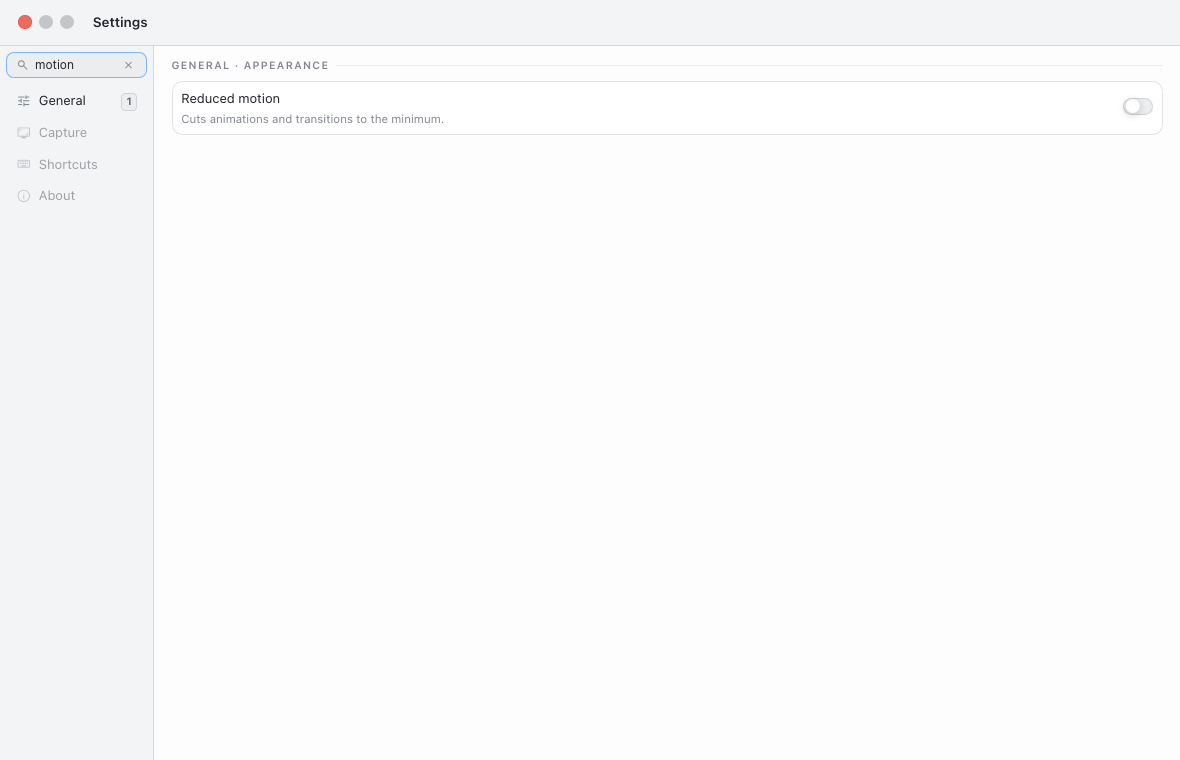 Settings
motion
General 1
Capture
Shortcuts
About
GENERAL · APPEARANCE
Reduced motion
Cuts animations and transitions to the minimum.